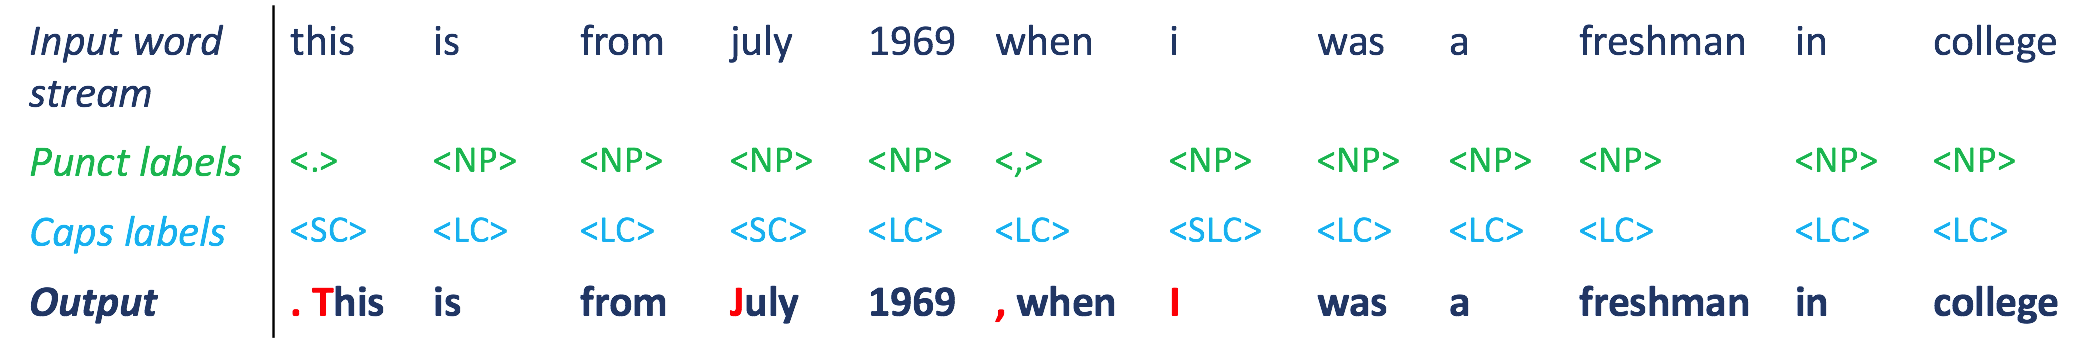 Input word stream this is from july 1969 when i was a freshman in college
Punct labels <.> <NP> <NP> <NP> <NP> <,> <NP> <NP> <NP> <NP> <NP> <NP>
Caps labels <SC> <LC> <LC> <SC> <LC> <LC> <SLC> <LC> <LC> <LC> <LC> <LC>
Output . This is from July 1969 , when I was a freshman in college